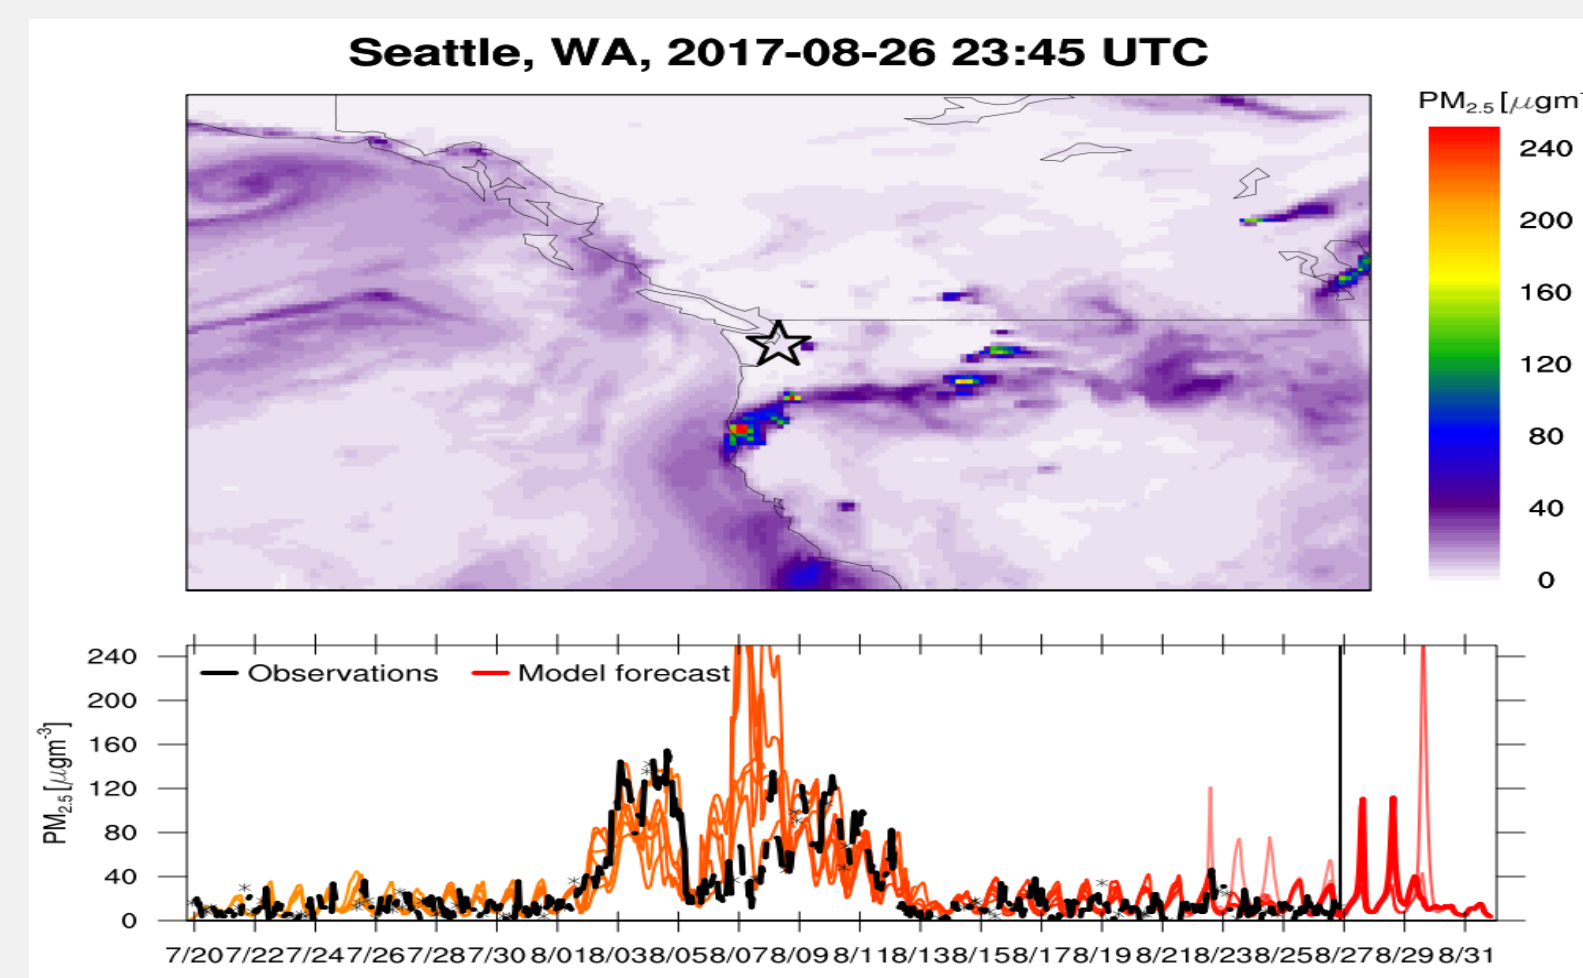 Seattle, WA, 2017-08-26 23:45 UTC
PM2.5 [μgm⁻
240
200
160
120
80
40
0
Observations
Model forecast
PM2.5 [μgm⁻³]
240
200
160
120
80
40
0
7/20 7/22 7/24 7/26 7/28 7/30 8/01 8/03 8/05 8/07 8/09 8/11 8/13 8/15 8/17 8/19 8/21 8/23 8/25 8/27 8/29 8/31